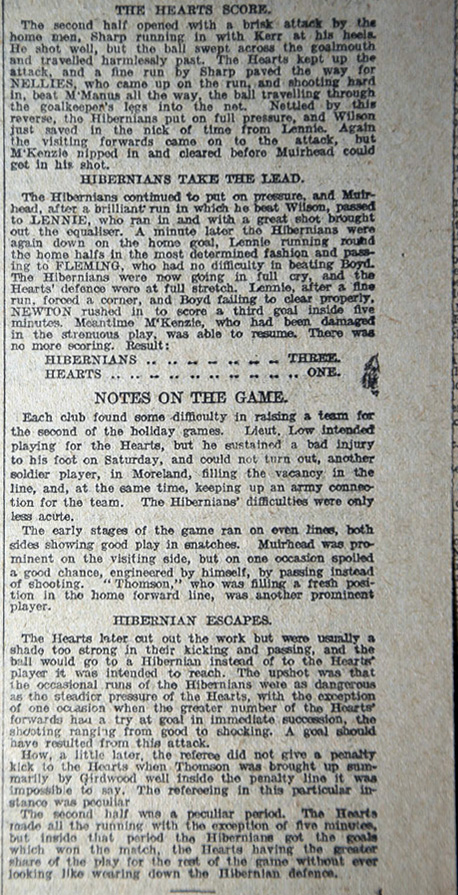 THE HEARTS SCORE.
The second half opened with a brisk attack by the
home men, Sharp running in with Kerr at his heels.
He shot well, but the ball swept across the goalmouth
and travelled harmlessly past. The Hearts kept up the
attack, and a fine run by Sharp paved the way for
NELLIES, who came up on the run, and shooting hard
in, beat M'Manus all the way, the ball travelling through
the goalkeeper's legs into the net. Nettled by this
reverse, the Hibernians put on full pressure, and Wilson
just saved in the nick of time from Lennie. Again
the visiting forwards came on to the attack, but
M'Kenzie nipped in and cleared before Muirhead could
get in his shot.
HIBERNIANS TAKE THE LEAD.
The Hibernians continued to put on pressure, and Muir-
head, after a brilliant run in which he beat Wilson, passed
to LENNIE, who ran in and with a great shot brought
out the equaliser. A minute later the Hibernians were
again down on the home goal, Lennie running round
the home halfs in the most determined fashion and pass-
ing to FLEMING, who had no difficulty in beating Boyd.
The Hibernians were now going in full cry, and the
Hearts' defence were at full stretch. Lennie, after a fine
run, forced a corner, and Boyd failing to clear properly,
NEWTON rushed in to score a third goal inside five
minutes. Meantime M'Kenzie, who had been damaged
in the strenuous play, was able to resume. There was
no more scoring. Result:
HIBERNIANS .. .. .. .. .. .. .. THREE.
HEARTS .. .. .. .. .. .. .. .. ONE.
NOTES ON THE GAME.
Each club found some difficulty in raising a team for
the second of the holiday games. Lieut. Low intended
playing for the Hearts, but he sustained a bad injury
to his foot on Saturday, and could not turn out, another
soldier player, in Moreland, filling the vacancy in the
line, and, at the same time, keeping up an army connec-
tion for the team. The Hibernians' difficulties were only
less acute.
The early stages of the game ran on even lines, both
sides showing good play in snatches. Muirhead was pro-
minent on the visiting side, but on one occasion spoiled
a good chance, engineered by himself, by passing instead
of shooting. "Thomson," who was filling a fresh posi-
tion in the home forward line, was another prominent
player.
HIBERNIAN ESCAPES.
The Hearts later cut out the work but were usually a
shade too strong in their kicking and passing, and the
ball would go to a Hibernian instead of to the Hearts'
player it was intended to reach. The upshot was that
the occasional runs of the Hibernians were as dangerous
as the steadier pressure of the Hearts, with the exception
of one occasion when the greater number of the Hearts'
forwards had a try at goal in immediate succession, the
shooting ranging from good to shocking. A goal should
have resulted from this attack.
How, a little later, the referee did not give a penalty
kick to the Hearts when Thomson was brought up sum-
marily by Girdwood well inside the penalty line it was
impossible to say. The refereeing in this particular in-
stance was peculiar
The second half was a peculiar period. The Hearts
made all the running with the exception of five minutes,
but inside that period the Hibernians got the goals
which won the match, the Hearts having the greater
share of the play for the rest of the game without ever
looking like wearing down the Hibernian defence.